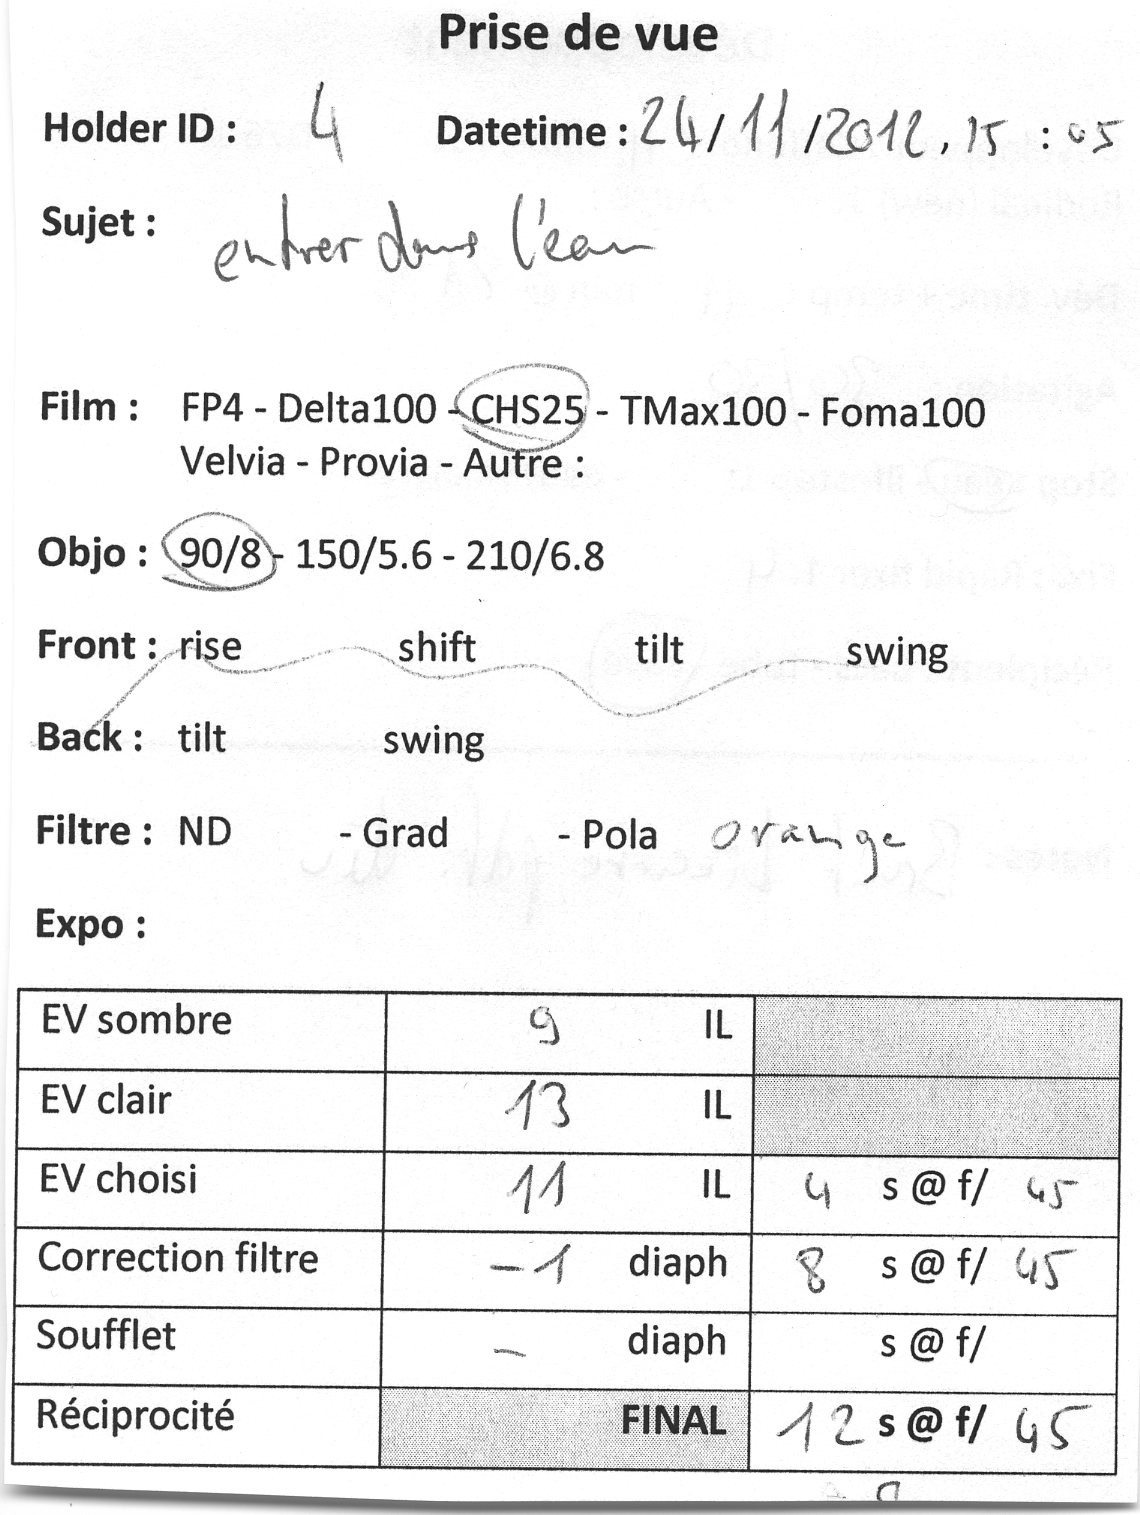 Prise de vue
Holder ID : 4 Datetime : 24/11/2012, 15 : 05
Sujet : entrer dans l'eau
Film : FP4 - Delta100 - CHS25 - TMax100 - Foma100
Velvia - Provia - Autre :
Objo : 90/8 - 150/5.6 - 210/6.8
Front : rise shift tilt swing
Back : tilt swing
Filtre : ND - Grad - Pola orange
Expo :
EV sombre 9 IL
EV clair 13 IL
EV choisi 11 IL 4 s @ f/ 45
Correction filtre -1 diaph 8 s @ f/ 45
Soufflet - diaph s @ f/
Réciprocité FINAL 12 s @ f/ 45